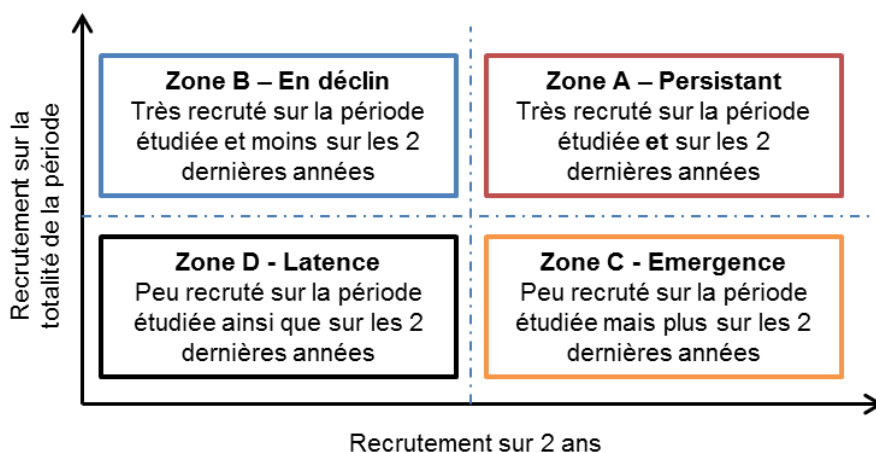 Recrutement sur la
totalité de la période
Zone B – En déclin
Très recruté sur la période
étudiée et moins sur les 2
dernières années
Zone A – Persistant
Très recruté sur la période
étudiée et sur les 2
dernières années
Zone D - Latence
Peu recruté sur la période
étudiée ainsi que sur les 2
dernières années
Zone C - Emergence
Peu recruté sur la période
étudiée mais plus sur les 2
dernières années
Recrutement sur 2 ans